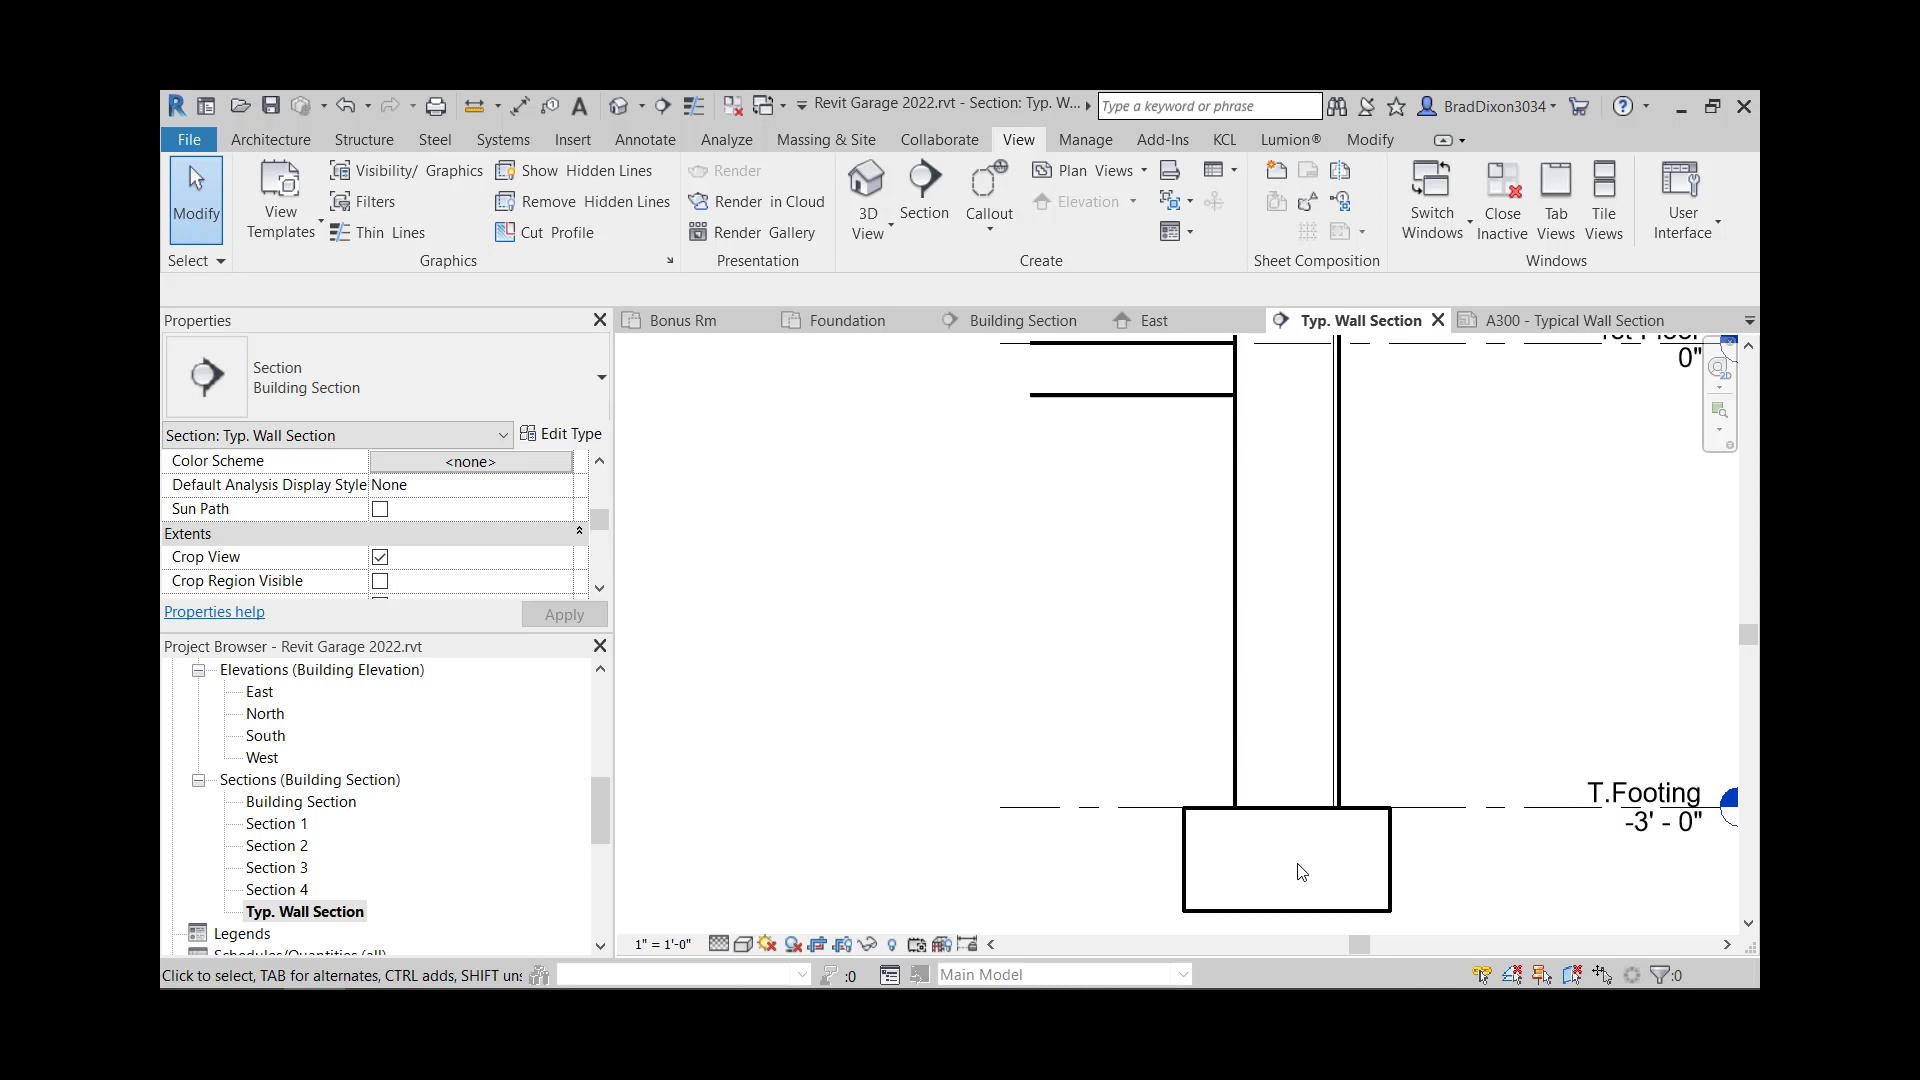 Revit Garage 2022.rvt - Section: Typ. W...
Type a keyword or phrase
BradDixon3034
File Architecture Structure Steel Systems Insert Annotate Analyze Massing & Site Collaborate View Manage Add-Ins KCL Lumion® Modify
Modify
View Templates
Visibility/ Graphics
Filters
Thin Lines
Show Hidden Lines
Remove Hidden Lines
Cut Profile
Render
Render in Cloud
Render Gallery
3D View
Section
Callout
Plan Views
Elevation
Switch Windows
Close Inactive
Tab Views
Tile Views
User Interface
Select Graphics Presentation Create Sheet Composition Windows
Properties
Bonus Rm Foundation Building Section East Typ. Wall Section A300 - Typical Wall Section
Section
Building Section
Section: Typ. Wall Section Edit Type
Color Scheme <none>
Default Analysis Display Style None
Sun Path
Extents
Crop View
Crop Region Visible
Properties help Apply
Project Browser - Revit Garage 2022.rvt
Elevations (Building Elevation)
East
North
South
West
Sections (Building Section)
Building Section
Section 1
Section 2
Section 3
Section 4
Typ. Wall Section
Legends
Schedules/Quantities (all)
1st Floor
0"
T.Footing
-3' - 0"
1" = 1'-0"
Click to select, TAB for alternates, CTRL adds, SHIFT uns
:0
Main Model
:0